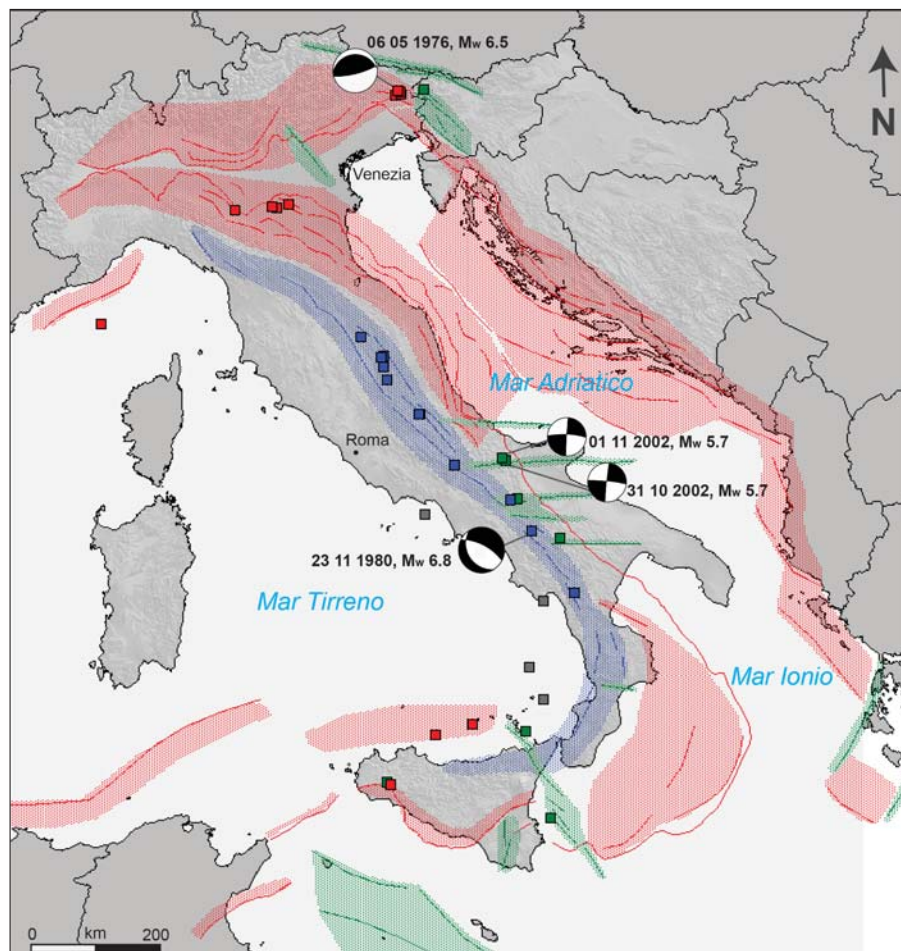 06 05 1976, Mw 6.5
N
Venezia
Mar Adriatico
Roma
01 11 2002, Mw 5.7
31 10 2002, Mw 5.7
23 11 1980, Mw 6.8
Mar Tirreno
Mar Ionio
0 km 200